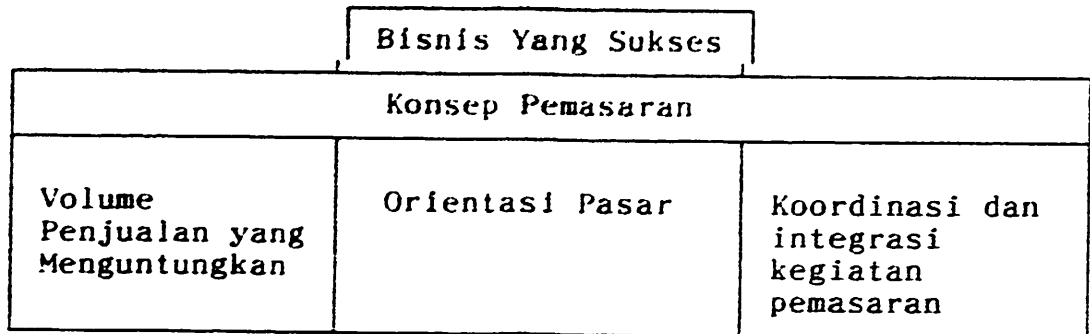 Bisnis Yang Sukses
Konsep Pemasaran
Volume
Penjualan yang
Menguntungkan
Orientasi Pasar
Koordinasi dan
integrasi
kegiatan
pemasaran